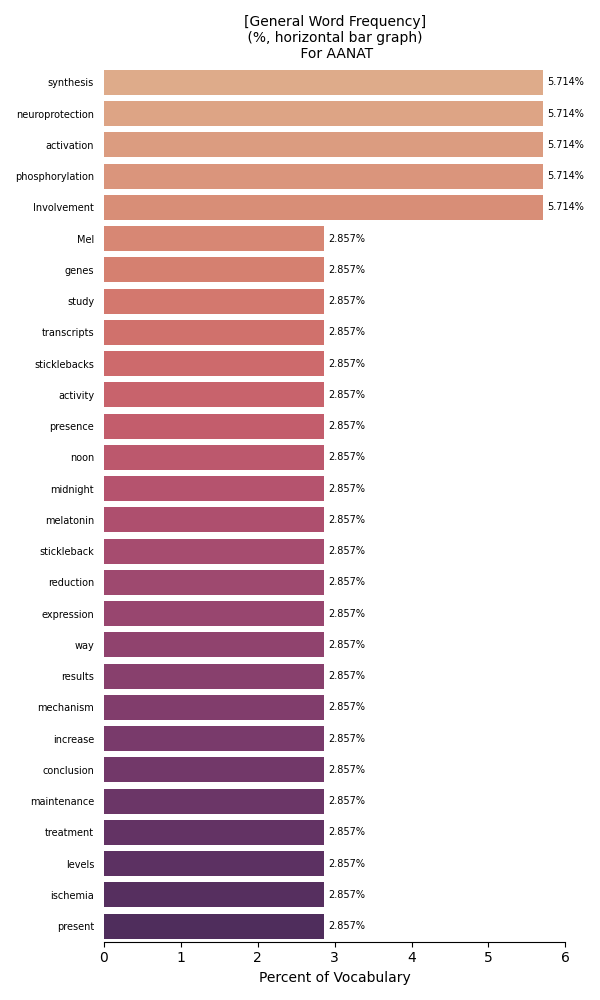 [General Word Frequency]
(%, horizontal bar graph)
For AANAT
synthesis 5.714%
neuroprotection 5.714%
activation 5.714%
phosphorylation 5.714%
Involvement 5.714%
Mel 2.857%
genes 2.857%
study 2.857%
transcripts 2.857%
sticklebacks 2.857%
activity 2.857%
presence 2.857%
noon 2.857%
midnight 2.857%
melatonin 2.857%
stickleback 2.857%
reduction 2.857%
expression 2.857%
way 2.857%
results 2.857%
mechanism 2.857%
increase 2.857%
conclusion 2.857%
maintenance 2.857%
treatment 2.857%
levels 2.857%
ischemia 2.857%
present 2.857%
0 1 2 3 4 5 6
Percent of Vocabulary